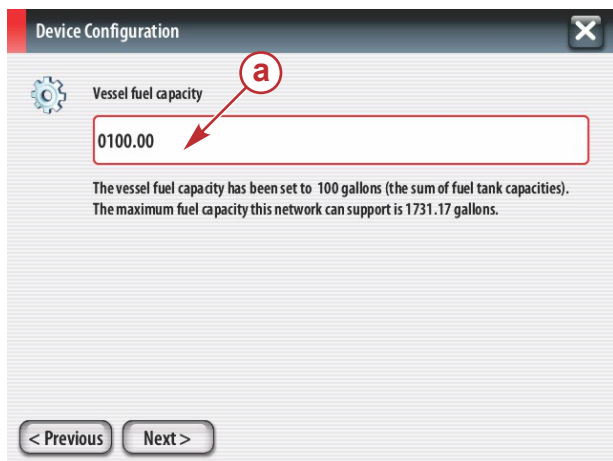 Device Configuration
a
Vessel fuel capacity
0100.00
The vessel fuel capacity has been set to 100 gallons (the sum of fuel tank capacities).
The maximum fuel capacity this network can support is 1731.17 gallons.
< Previous Next >